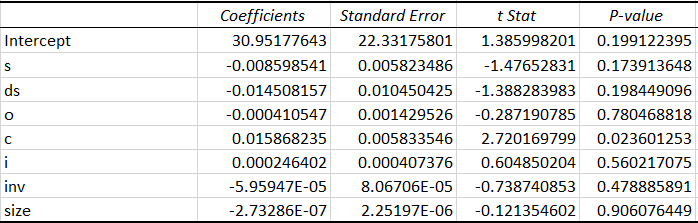 Coefficients Standard Error t Stat P-value
Intercept 30.95177643 22.33175801 1.385998201 0.199122395
s -0.008598541 0.005823486 -1.47652831 0.173913648
ds -0.014508157 0.010450425 -1.388283983 0.198449096
o -0.000410547 0.001429526 -0.287190785 0.780468818
c 0.015868235 0.005833546 2.720169799 0.023601253
i 0.000246402 0.000407376 0.604850204 0.560217075
inv -5.95947E-05 8.06706E-05 -0.738740853 0.478885891
size -2.73286E-07 2.25197E-06 -0.121354602 0.906076449